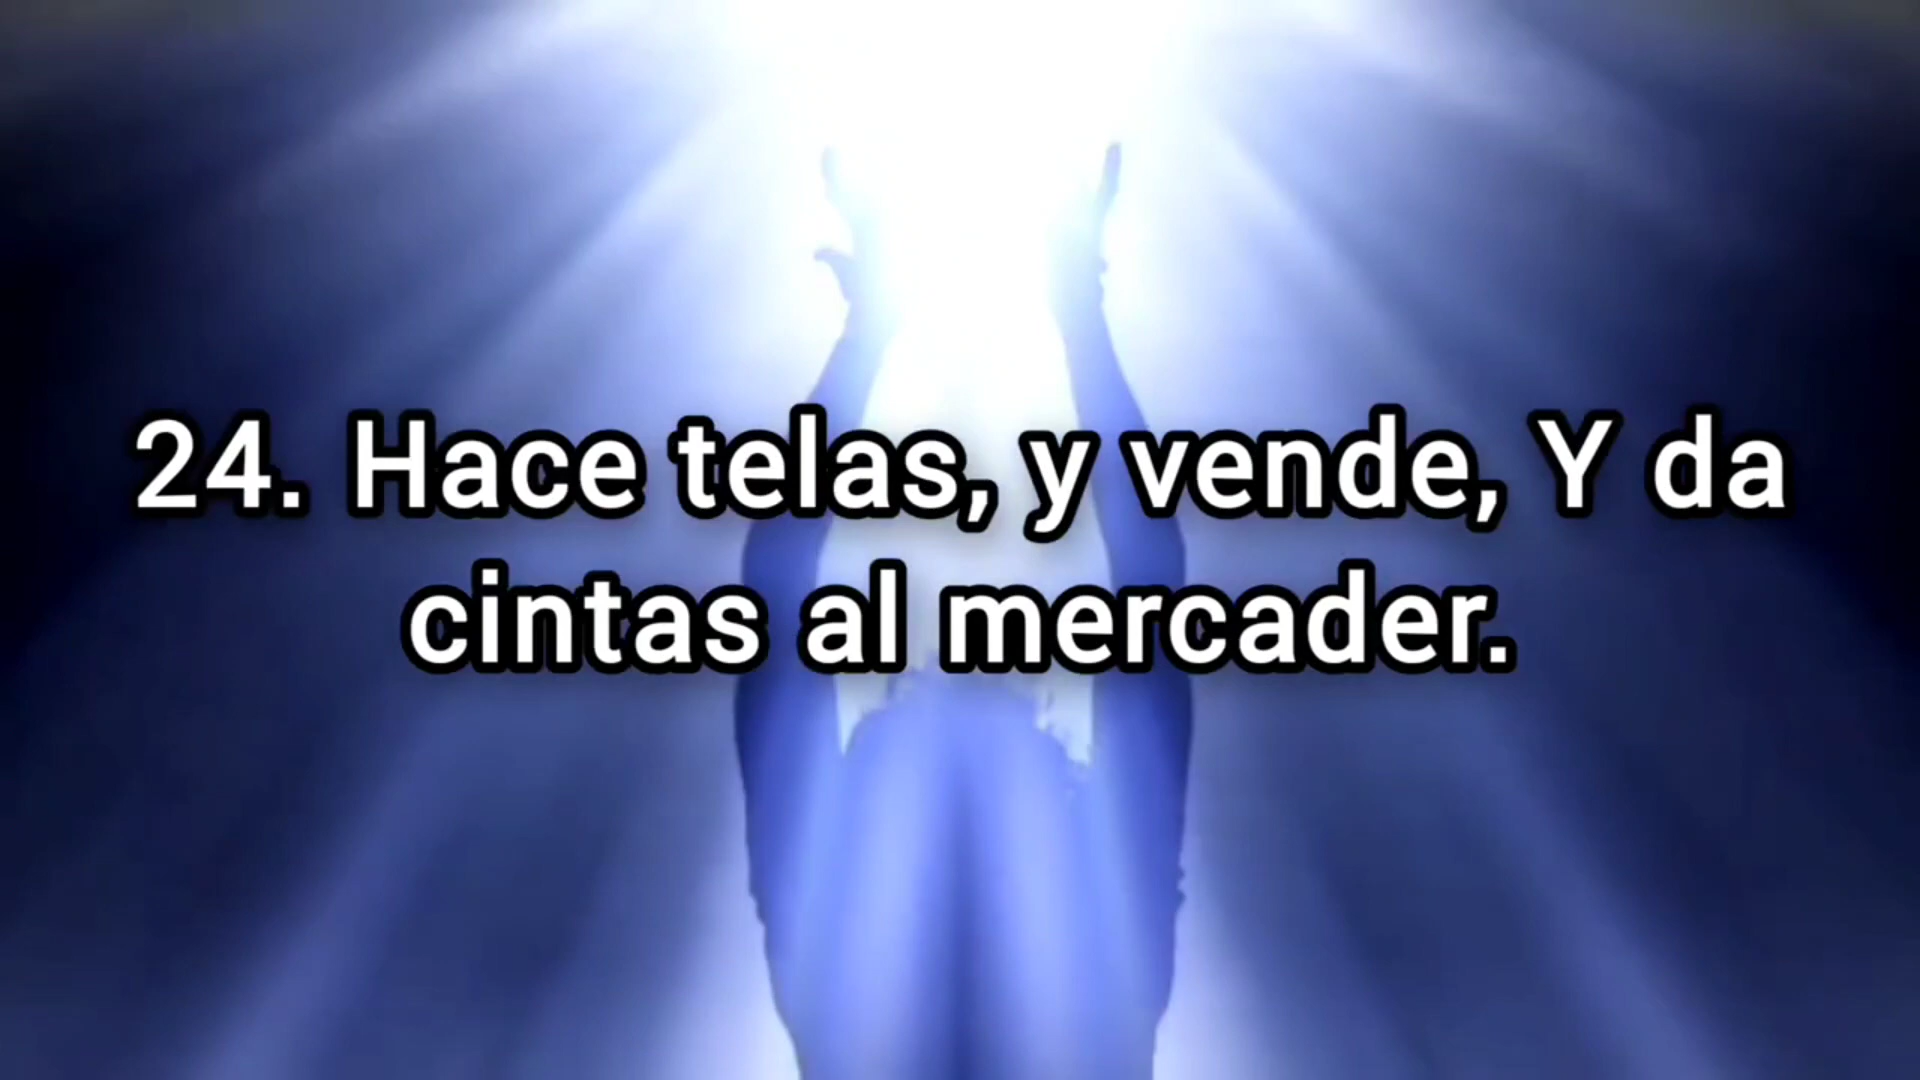 24. Hace telas, y vende, Y da
cintas al mercader.